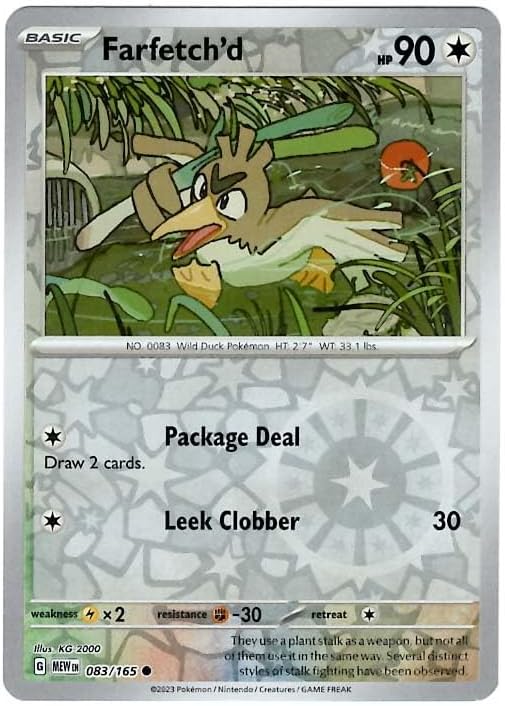 BASIC
Farfetch'd
HP 90
NO. 0083 Wild Duck Pokémon. HT: 2'7" WT: 33.1 lbs.
Package Deal
Draw 2 cards.
Leek Clobber 30
weakness ×2 resistance -30 retreat
Illus. KG-2000
They use a plant stalk as a weapon, but not all
of them use it in the same way. Several distinct
styles of stalk fighting have been observed.
G MEW EN 083/165
©2023 Pokémon / Nintendo / Creatures / GAME FREAK